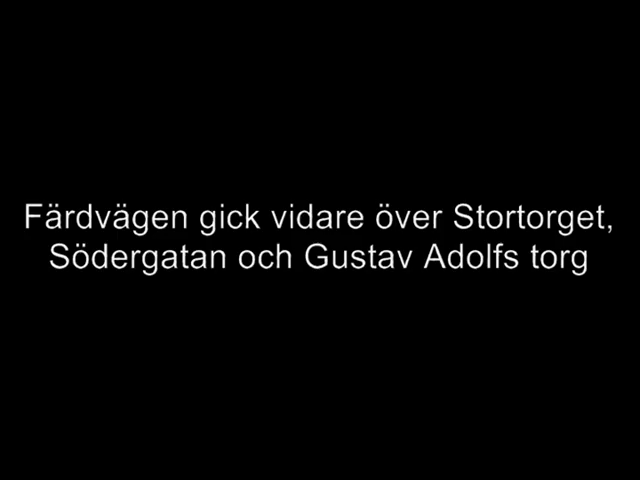 Färdvägen gick vidare över Stortorget,
Södergatan och Gustav Adolfs torg